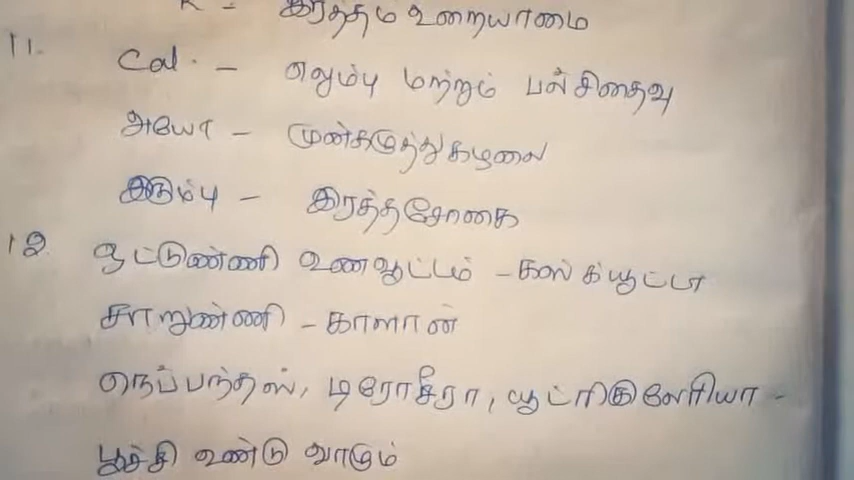 K - இரத்தம் உறையாமை
11. Cal. - எலும்பு மற்றும் பல்சிதைவு
அயோ - முன்கழுத்துகழலை
இரும்பு - இரத்தசோகை
12. ஒட்டுண்ணி உணவூட்டம் - கஸ்க்யூட்டா
சாறுண்ணி - காளான்
நெப்பந்தஸ், டிரோசீரா, யூட்ரிகுலேரியா -
பூச்சி உண்டு வாழும்